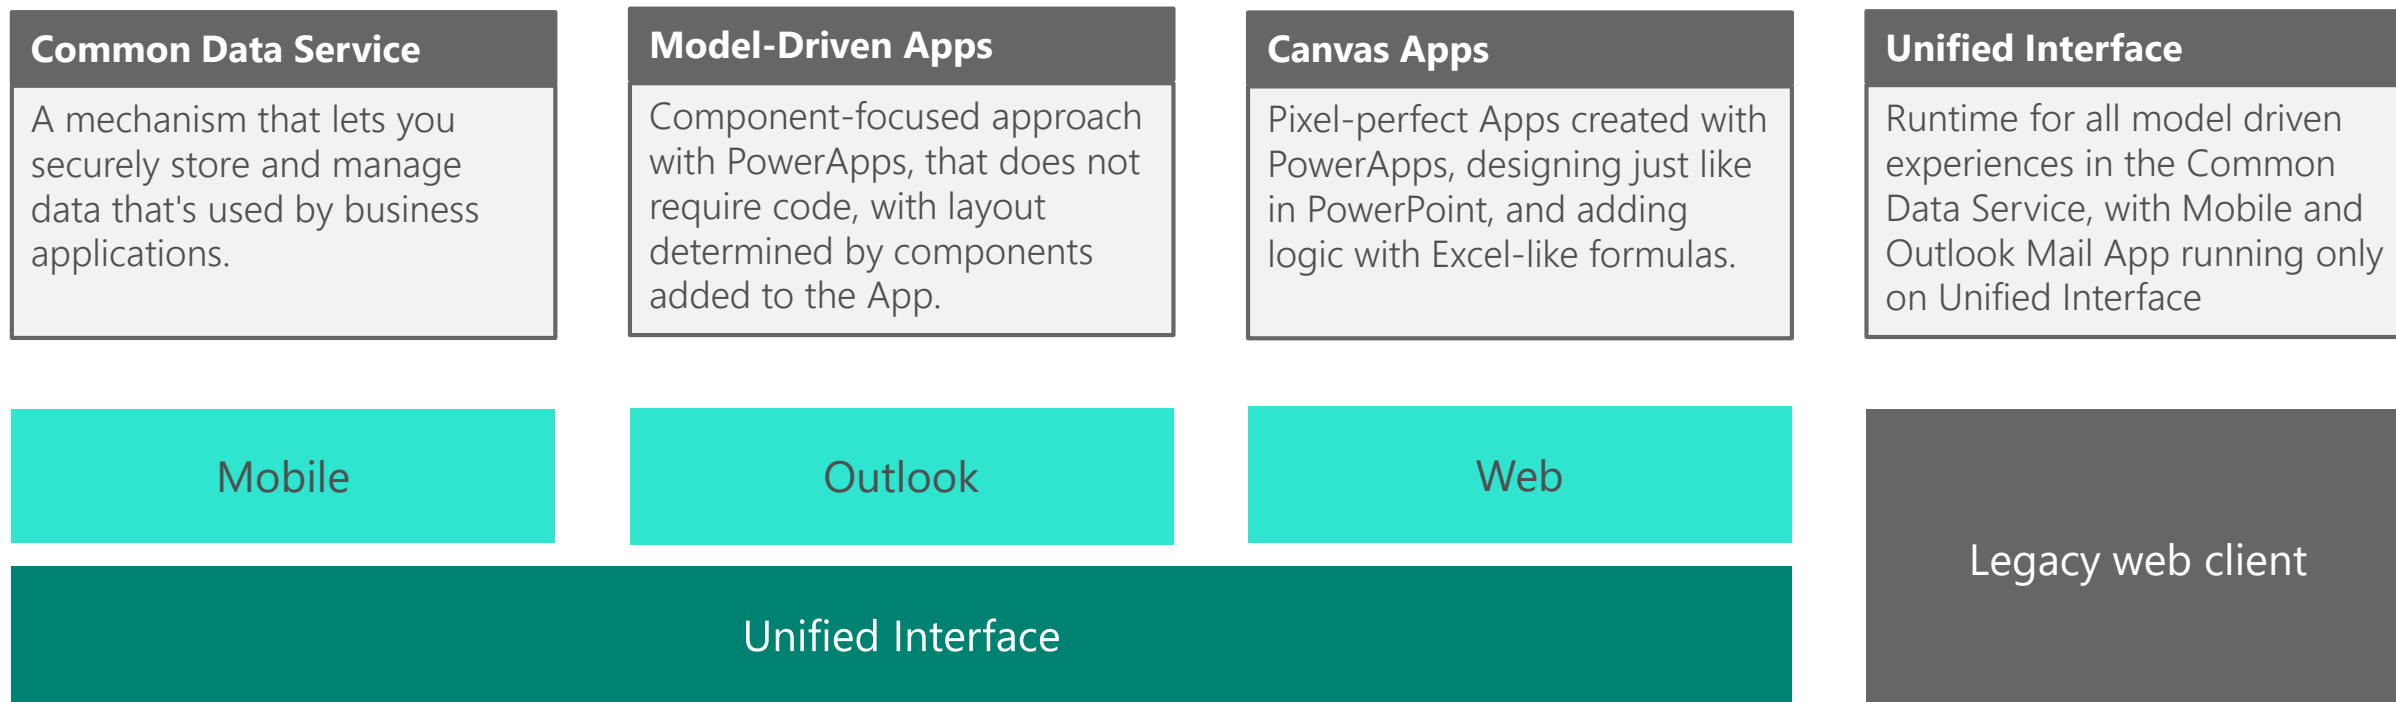 Common Data Service
A mechanism that lets you
securely store and manage
data that's used by business
applications.
Model-Driven Apps
Component-focused approach
with PowerApps, that does not
require code, with layout
determined by components
added to the App.
Canvas Apps
Pixel-perfect Apps created with
PowerApps, designing just like
in PowerPoint, and adding
logic with Excel-like formulas.
Unified Interface
Runtime for all model driven
experiences in the Common
Data Service, with Mobile and
Outlook Mail App running only
on Unified Interface
Mobile
Outlook
Web
Legacy web client
Unified Interface